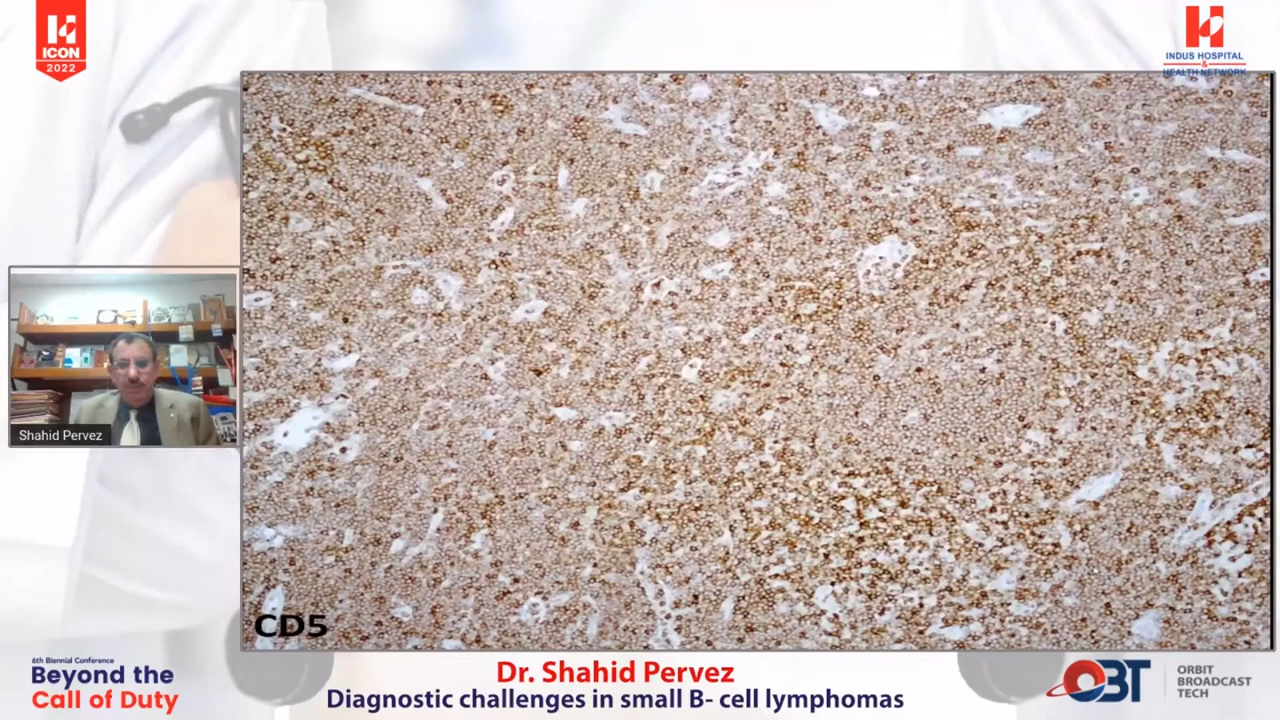 ICON
2022
INDUS HOSPITAL
&
HEALTH NETWORK
Shahid Pervez
CD5
6th Biennial Conference
Beyond the
Call of Duty
Dr. Shahid Pervez
Diagnostic challenges in small B- cell lymphomas
OBT
ORBIT
BROADCAST
TECH